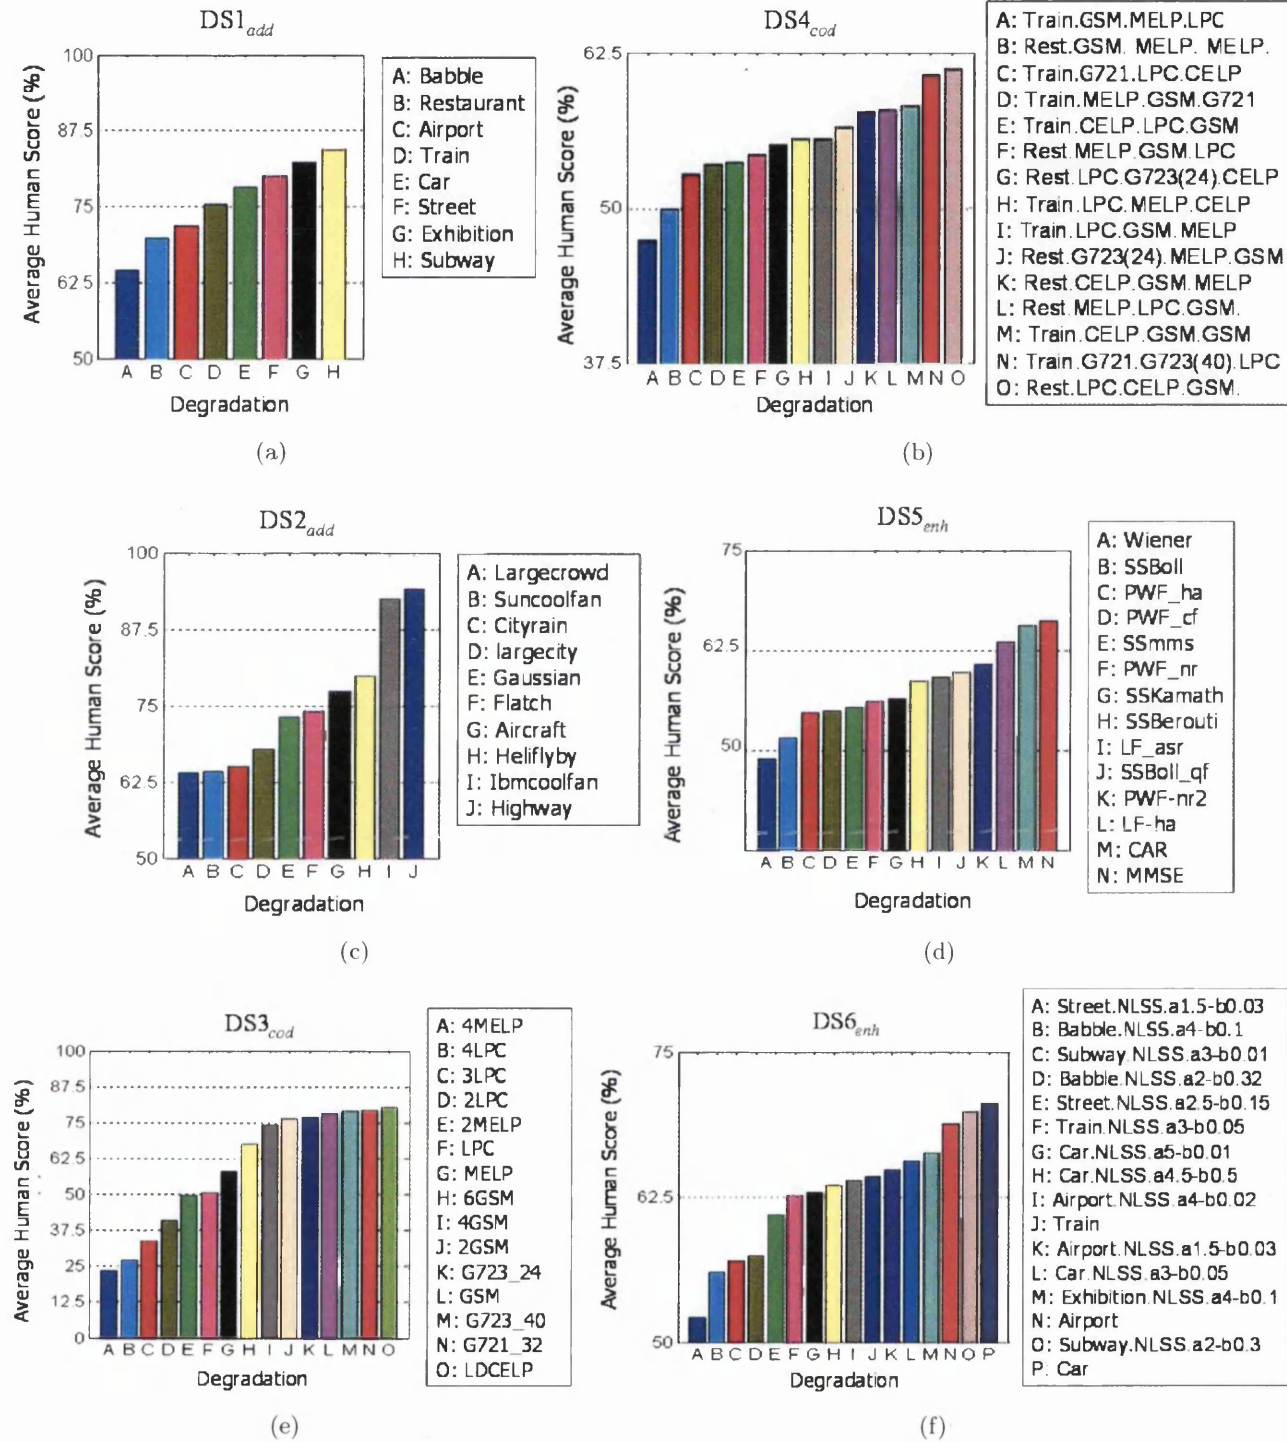 DS1add
Average Human Score (%)
100
87.5
75
62.5
50
A B C D E F G H
Degradation
A: Babble
B: Restaurant
C: Airport
D: Train
E: Car
F: Street
G: Exhibition
H: Subway
(a)
DS4cod
Average Human Score (%)
62.5
50
37.5
A B C D E F G H I J K L M N O
Degradation
A: Train.GSM.MELP.LPC
B: Rest.GSM. MELP. MELP.
C: Train.G721.LPC.CELP
D: Train.MELP.GSM.G721
E: Train.CELP.LPC.GSM
F: Rest.MELP.GSM.LPC
G: Rest.LPC.G723(24).CELP
H: Train.LPC.MELP.CELP
I: Train.LPC.GSM.MELP
J: Rest.G723(24).MELP.GSM
K: Rest.CELP.GSM.MELP
L: Rest.MELP.LPC.GSM.
M: Train.CELP.GSM.GSM
N: Train.G721.G723(40).LPC
O: Rest.LPC.CELP.GSM.
(b)
DS2add
Average Human Score (%)
100
87.5
75
62.5
50
A B C D E F G H I J
Degradation
A: Largecrowd
B: Suncoolfan
C: Cityrain
D: largecity
E: Gaussian
F: Flatch
G: Aircraft
H: Heliflyby
I: Ibmcoolfan
J: Highway
(c)
DS5enh
Average Human Score (%)
75
62.5
50
A B C D E F G H I J K L M N
Degradation
A: Wiener
B: SSBoll
C: PWF_ha
D: PWF_cf
E: SSmms
F: PWF_nr
G: SSKamath
H: SSBerouti
I: LF_asr
J: SSBoll_qf
K: PWF-nr2
L: LF-ha
M: CAR
N: MMSE
(d)
DS3cod
Average Human Score (%)
100
87.5
75
62.5
50
37.5
25
12.5
0
A B C D E F G H I J K L M N O
Degradation
A: 4MELP
B: 4LPC
C: 3LPC
D: 2LPC
E: 2MELP
F: LPC
G: MELP
H: 6GSM
I: 4GSM
J: 2GSM
K: G723_24
L: GSM
M: G723_40
N: G721_32
O: LDCELP
(e)
DS6enh
Average Human Score (%)
75
62.5
50
A B C D E F G H I J K L M N O P
Degradation
A: Street.NLSS.a1.5-b0.03
B: Babble.NLSS.a4-b0.1
C: Subway.NLSS.a3-b0.01
D: Babble.NLSS.a2-b0.32
E: Street.NLSS.a2.5-b0.15
F: Train.NLSS.a3-b0.05
G: Car.NLSS.a5-b0.01
H: Car.NLSS.a4.5-b0.5
I: Airport.NLSS.a4-b0.02
J: Train
K: Airport.NLSS.a1.5-b0.03
L: Car.NLSS.a3-b0.05
M: Exhibition.NLSS.a4-b0.1
N: Airport
O: Subway.NLSS.a2-b0.3
P. Car
(f)